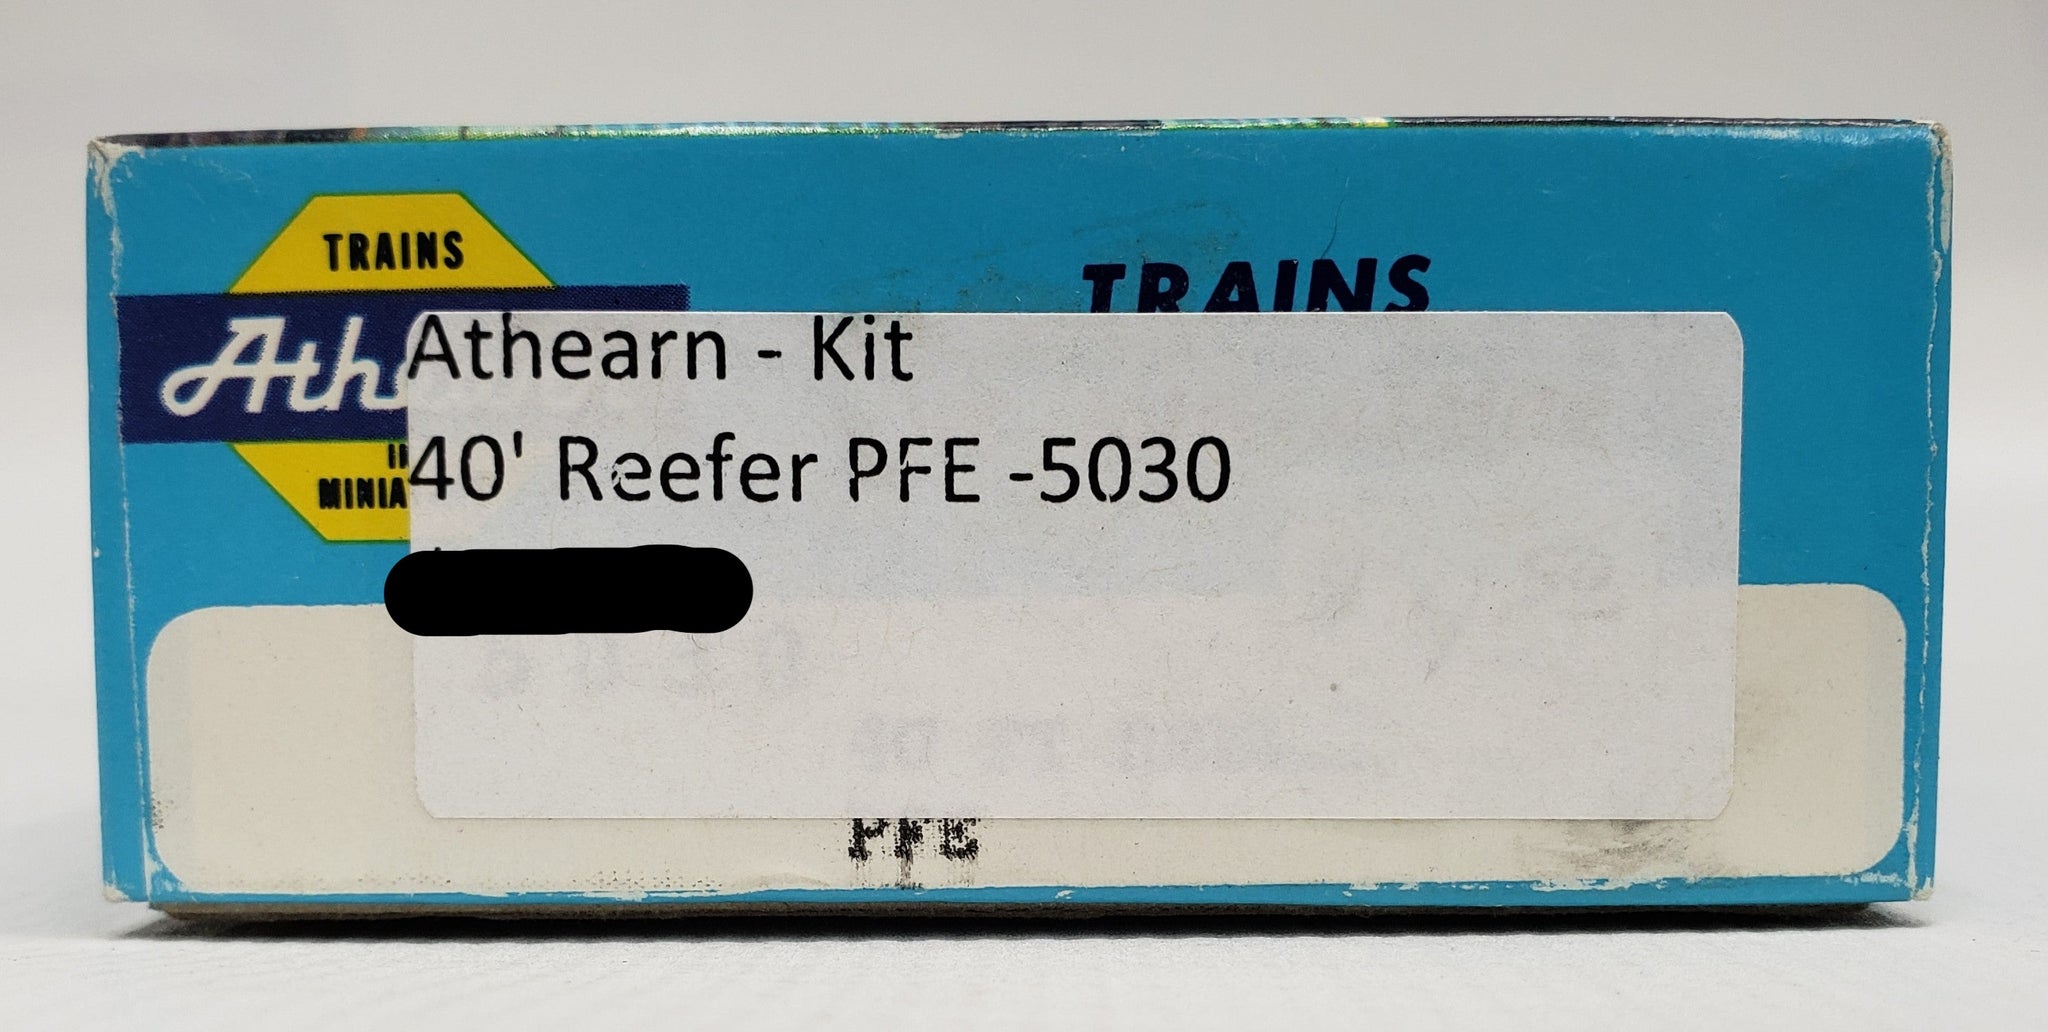 TRAINS
TRAINS
Ath
MINIA
Athearn - Kit
40' Reefer PFE -5030
PFE